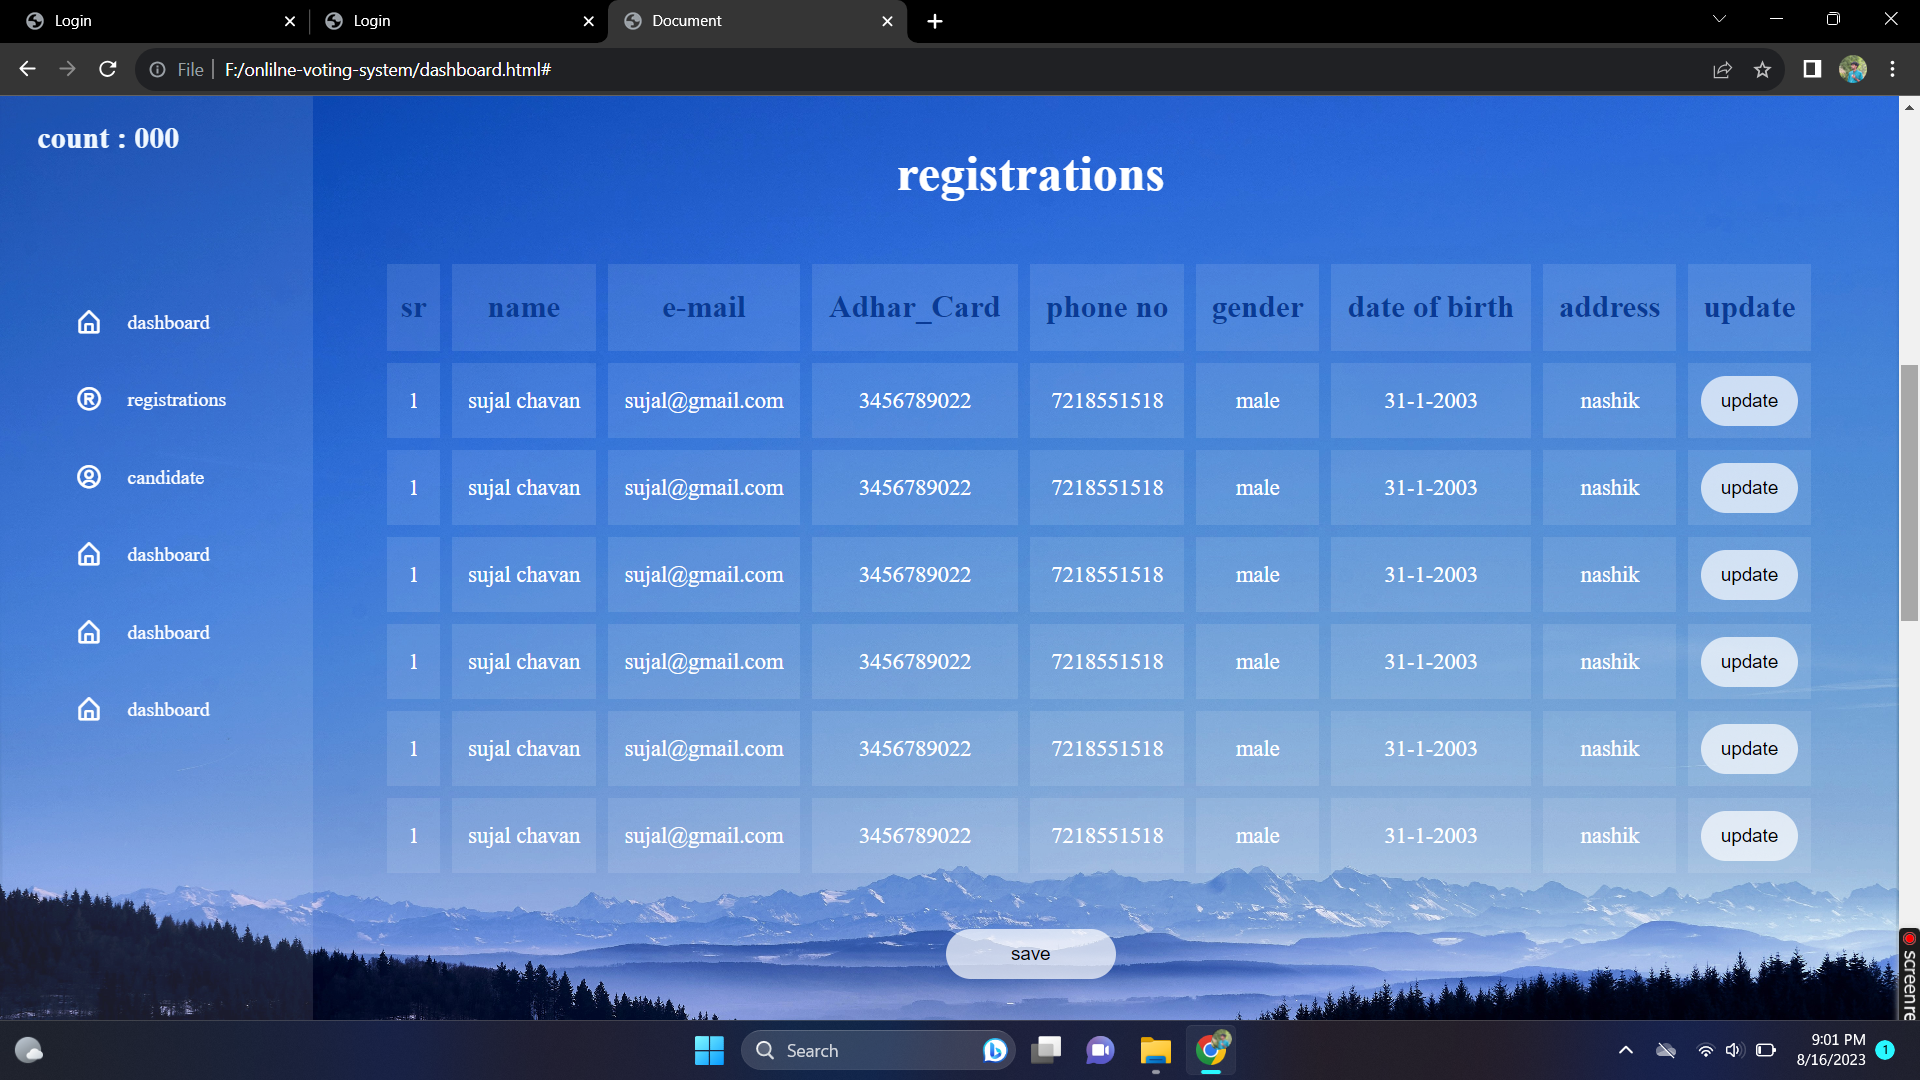 Login
Login
Document
File
F:/onlilne-voting-system/dashboard.html#
count : 000
dashboard
registrations
candidate
dashboard
dashboard
dashboard
registrations
sr name e-mail Adhar_Card phone no gender date of birth address update
1 sujal chavan sujal@gmail.com 3456789022 7218551518 male 31-1-2003 nashik update
1 sujal chavan sujal@gmail.com 3456789022 7218551518 male 31-1-2003 nashik update
1 sujal chavan sujal@gmail.com 3456789022 7218551518 male 31-1-2003 nashik update
1 sujal chavan sujal@gmail.com 3456789022 7218551518 male 31-1-2003 nashik update
1 sujal chavan sujal@gmail.com 3456789022 7218551518 male 31-1-2003 nashik update
1 sujal chavan sujal@gmail.com 3456789022 7218551518 male 31-1-2003 nashik update
save
screen re
Search
9:01 PM
8/16/2023
1